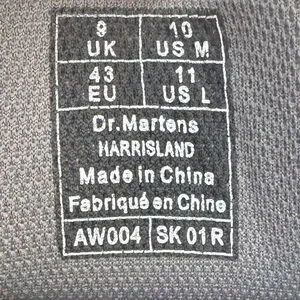 9 UK 10 US M
43 EU 11 US L
Dr.Martens
HARRISLAND
Made in China
Fabriqué en Chine
AW004 SK 01 R